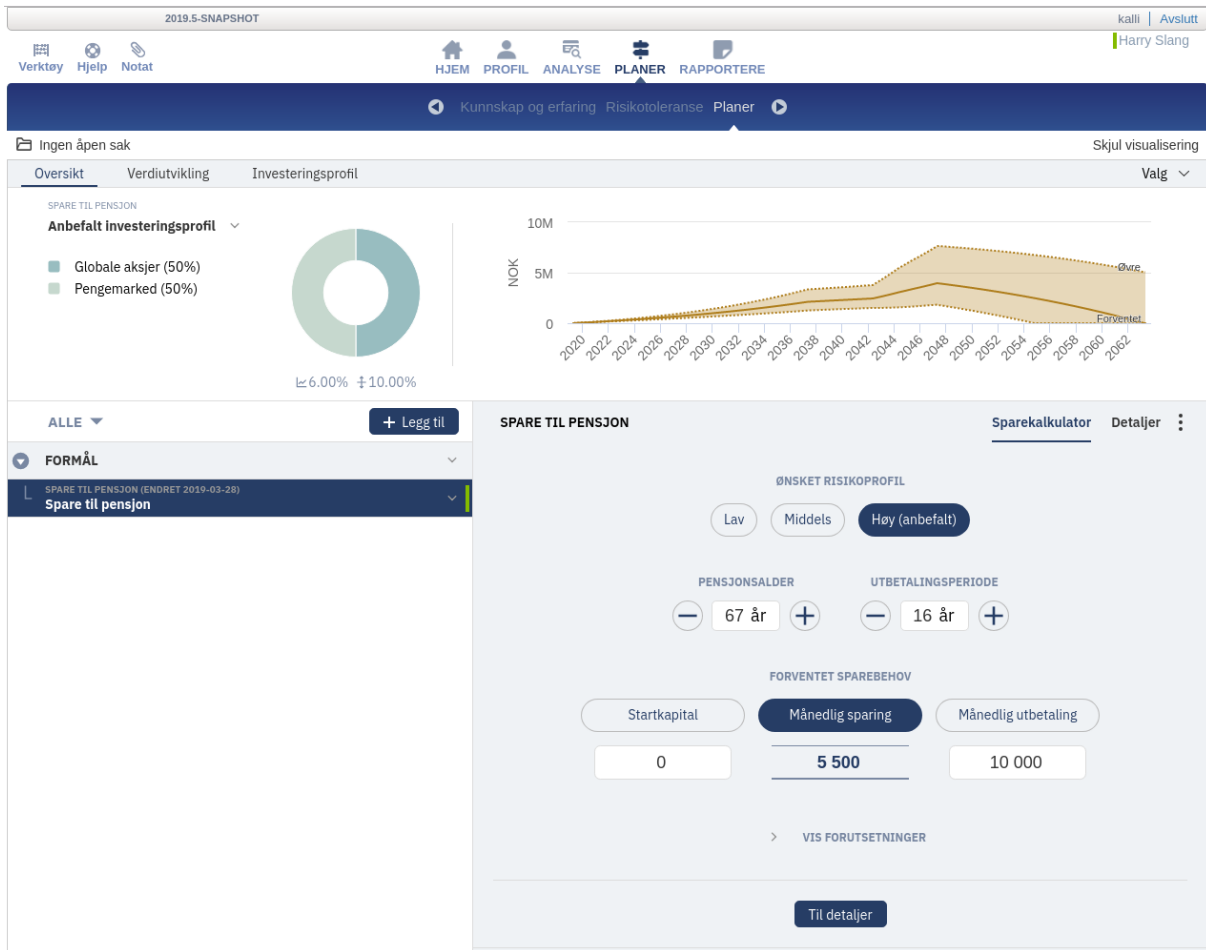 2019.5-SNAPSHOT
kalli | Avslutt
Harry Slang
Verktøy Hjelp Notat
HJEM PROFIL ANALYSE PLANER RAPPORTERE
Kunnskap og erfaring Risikotoleranse Planer
Ingen åpen sak
Skjul visualisering
Oversikt Verdiutvikling Investeringsprofil
Valg
SPARE TIL PENSJON
Anbefalt investeringsprofil
Globale aksjer (50%)
Pengemarked (50%)
6.00% 10.00%
NOK
10M
5M
0
Øvre
Forventet
2020 2022 2024 2026 2028 2030 2032 2034 2036 2038 2040 2042 2044 2046 2048 2050 2052 2054 2056 2058 2060 2062
ALLE
+ Legg til
FORMÅL
SPARE TIL PENSJON (ENDRET 2019-03-28)
Spare til pensjon
SPARE TIL PENSJON
Sparekalkulator Detaljer
ØNSKET RISIKOPROFIL
Lav Middels Høy (anbefalt)
PENSJONSALDER UTBETALINGSPERIODE
67 år 16 år
FORVENTET SPAREBEHOV
Startkapital Månedlig sparing Månedlig utbetaling
0 5 500 10 000
VIS FORUTSETNINGER
Til detaljer